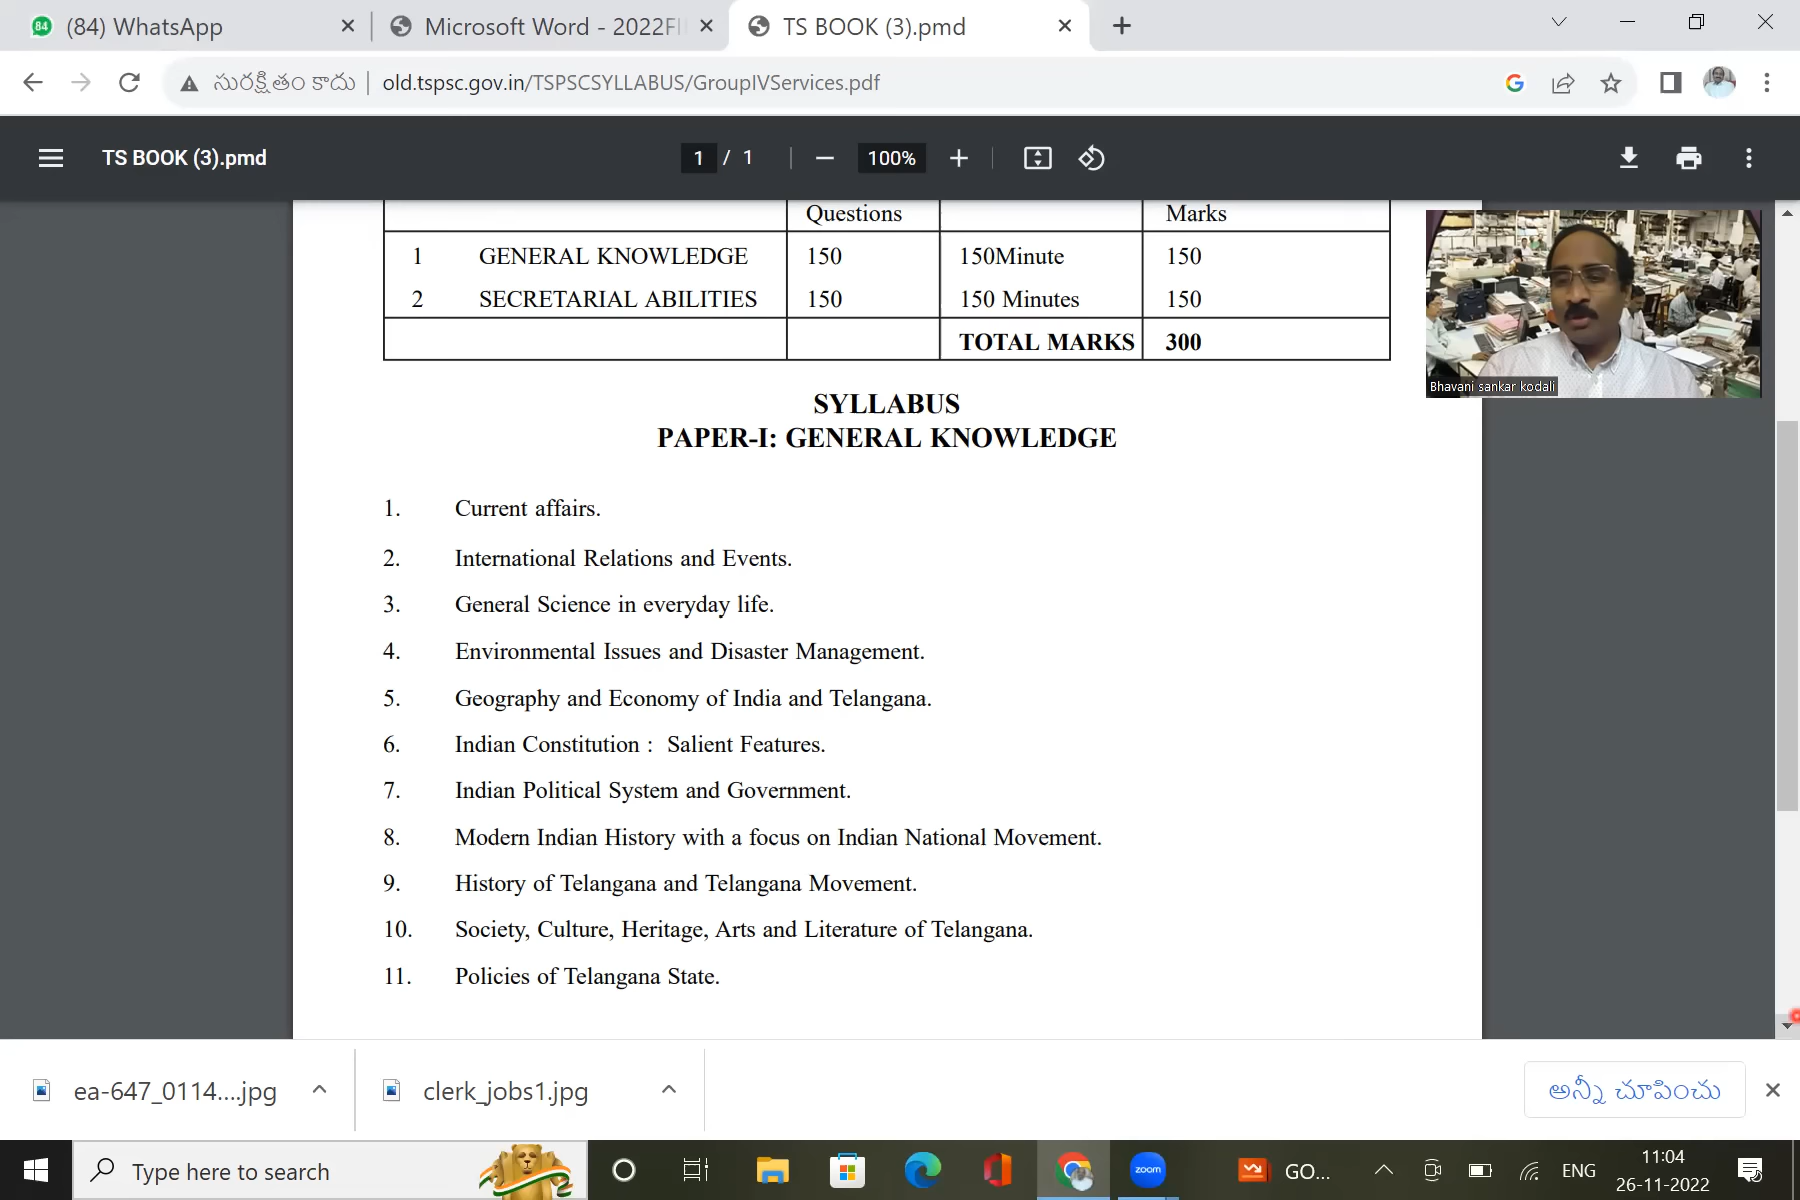 84
(84) WhatsApp
Microsoft Word - 2022FI
TS BOOK (3).pmd
సురక్షితం కాదు
old.tspsc.gov.in/TSPSCSYLLABUS/GroupIVServices.pdf
TS BOOK (3).pmd
1 / 1
100%
Questions
Marks
1 GENERAL KNOWLEDGE 150 150Minute 150
2 SECRETARIAL ABILITIES 150 150 Minutes 150
TOTAL MARKS 300
Bhavani sankar kodali
SYLLABUS
PAPER-I: GENERAL KNOWLEDGE
1. Current affairs.
2. International Relations and Events.
3. General Science in everyday life.
4. Environmental Issues and Disaster Management.
5. Geography and Economy of India and Telangana.
6. Indian Constitution : Salient Features.
7. Indian Political System and Government.
8. Modern Indian History with a focus on Indian National Movement.
9. History of Telangana and Telangana Movement.
10. Society, Culture, Heritage, Arts and Literature of Telangana.
11. Policies of Telangana State.
ea-647_0114....jpg
clerk_jobs1.jpg
అన్నీ చూపించు
Type here to search
zoom
GO...
ENG
11:04
26-11-2022